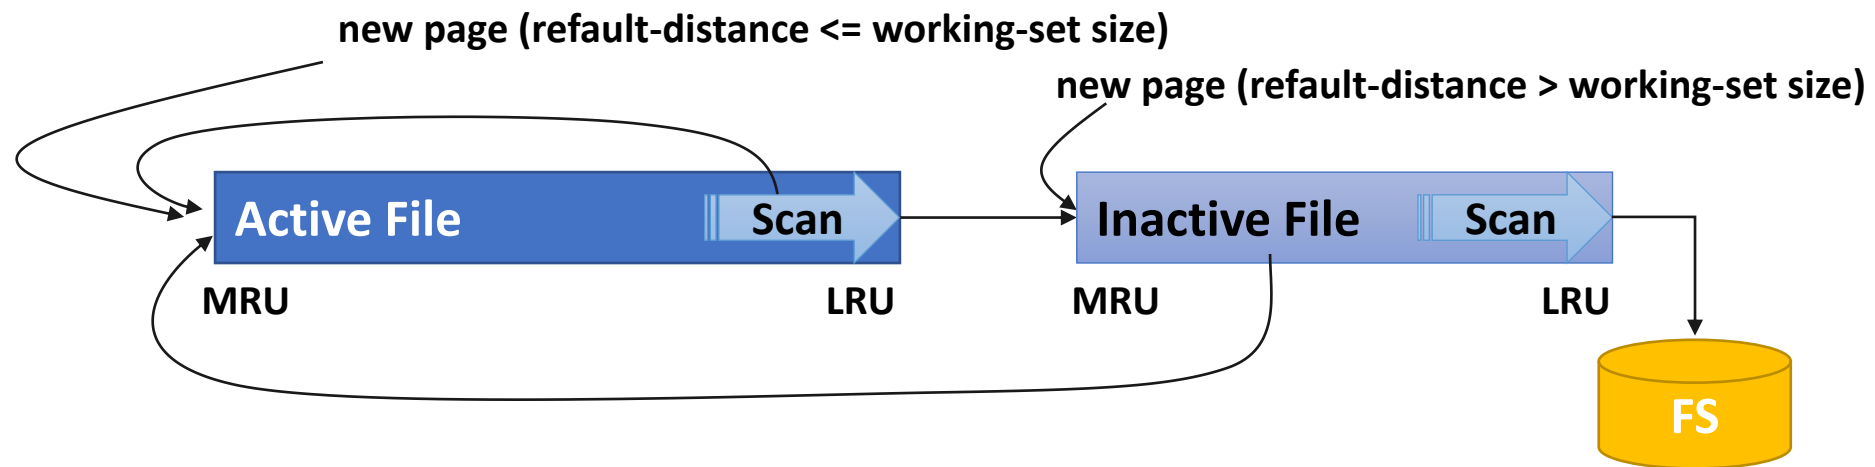 new page (refault-distance <= working-set size)
new page (refault-distance > working-set size)
Active File
Scan
Inactive File
Scan
MRU
LRU
MRU
LRU
FS